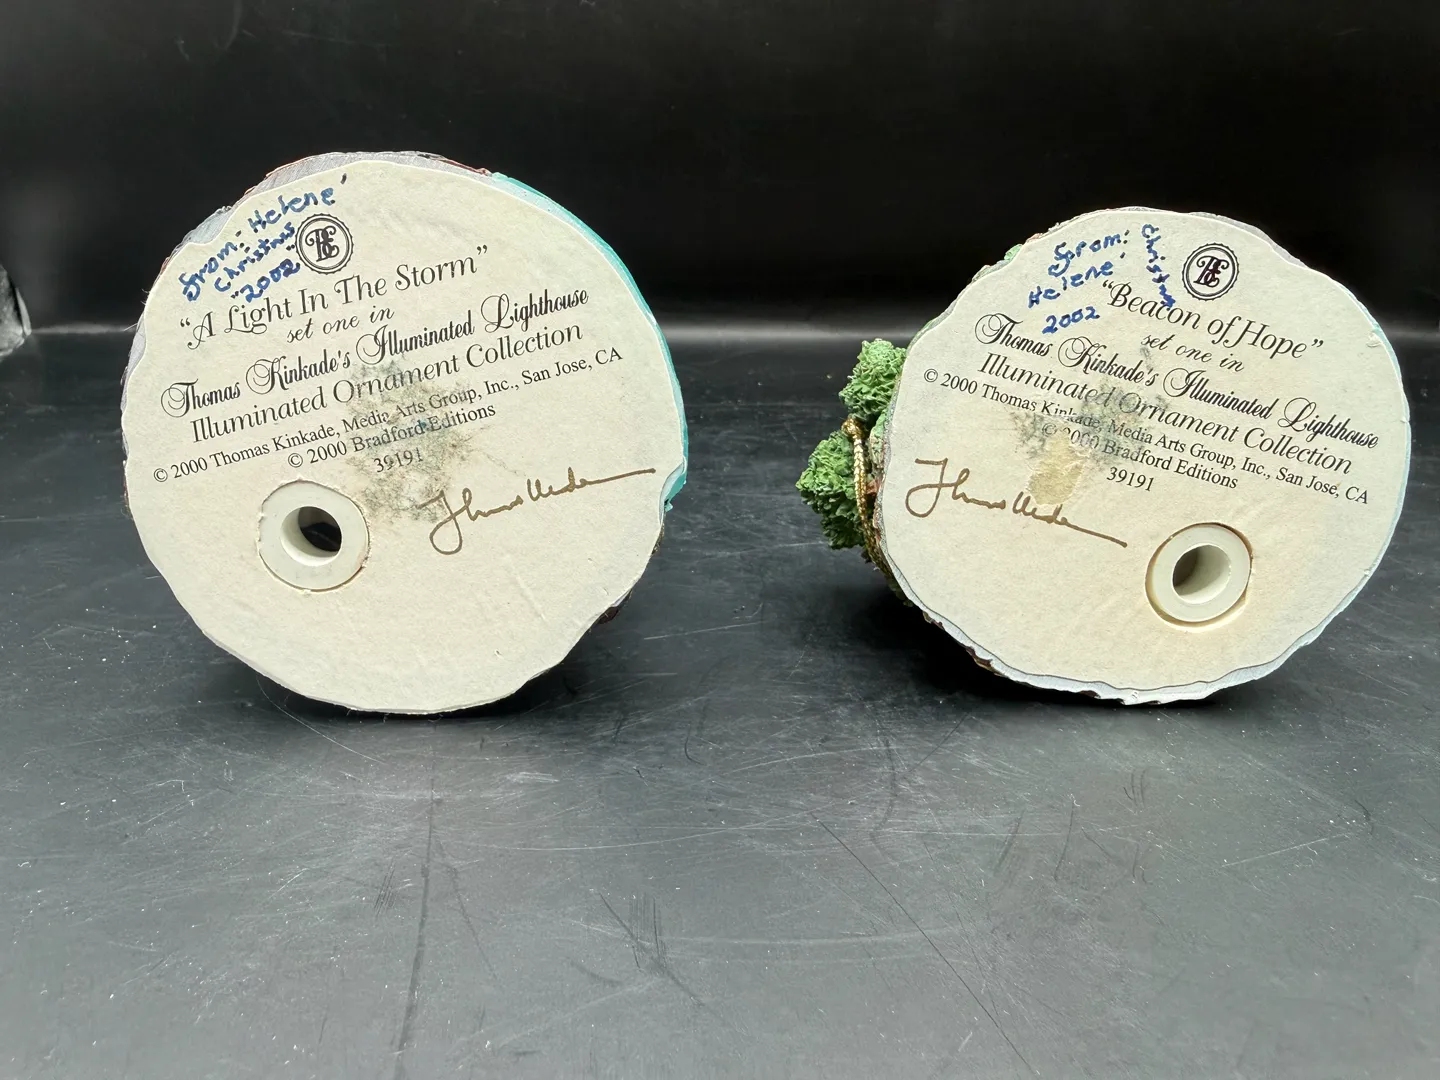 From: Helene'
Christmas
"2002"
BE
"A Light In The Storm"
set one in
Thomas Kinkade's Illuminated Lighthouse
Illuminated Ornament Collection
© 2000 Thomas Kinkade, Media Arts Group, Inc., San Jose, CA
© 2000 Bradford Editions
39191
From:
Helene'
Christmas
2002
BE
"Beacon of Hope"
set one in
Thomas Kinkade's Illuminated Lighthouse
Illuminated Ornament Collection
© 2000 Thomas Kinkade, Media Arts Group, Inc., San Jose, CA
© 2000 Bradford Editions
39191